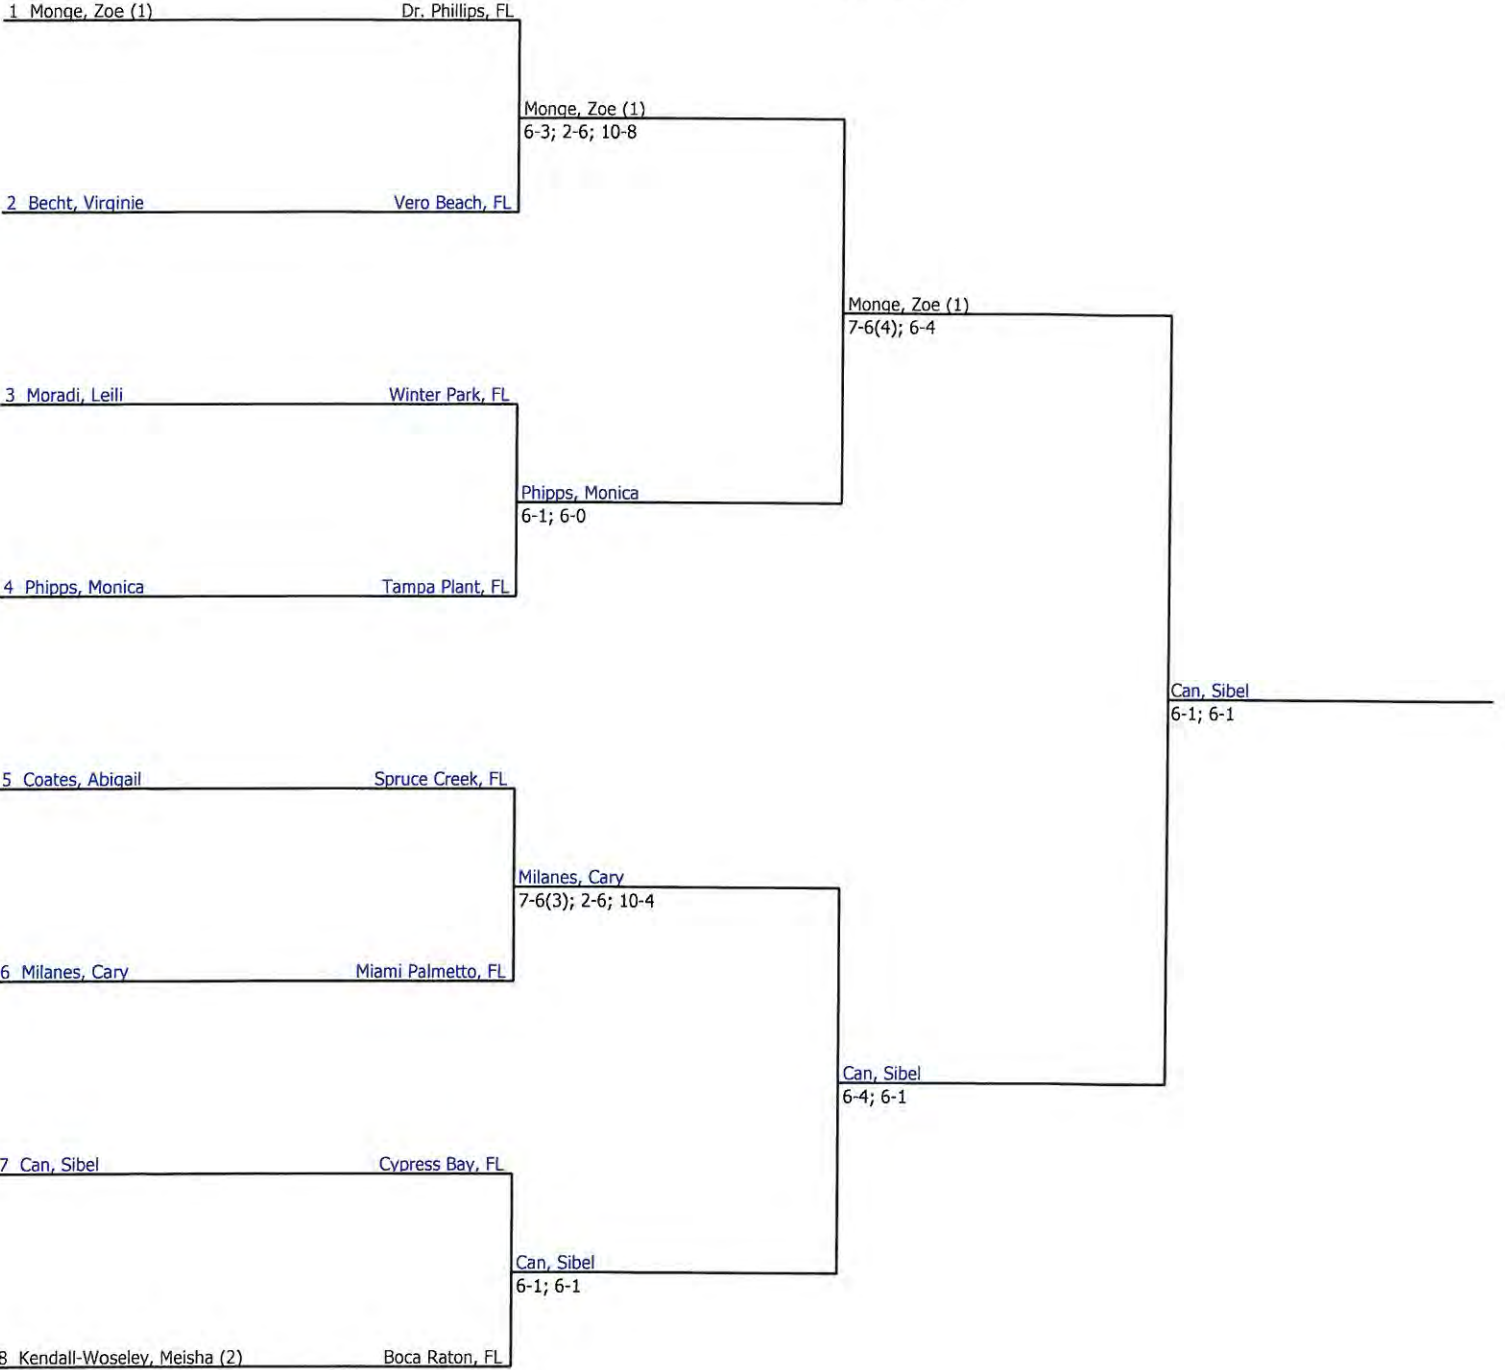 1 Monge, Zoe (1) Dr. Phillips, FL
Monge, Zoe (1)
6-3; 2-6; 10-8
2 Becht, Virginie Vero Beach, FL
Monge, Zoe (1)
7-6(4); 6-4
3 Moradi, Leili Winter Park, FL
Phipps, Monica
6-1; 6-0
4 Phipps, Monica Tampa Plant, FL
Can, Sibel
6-1; 6-1
5 Coates, Abigail Spruce Creek, FL
Milanes, Cary
7-6(3); 2-6; 10-4
6 Milanes, Cary Miami Palmetto, FL
Can, Sibel
6-4; 6-1
7 Can, Sibel Cypress Bay, FL
Can, Sibel
6-1; 6-1
8 Kendall-Woseley, Meisha (2) Boca Raton, FL